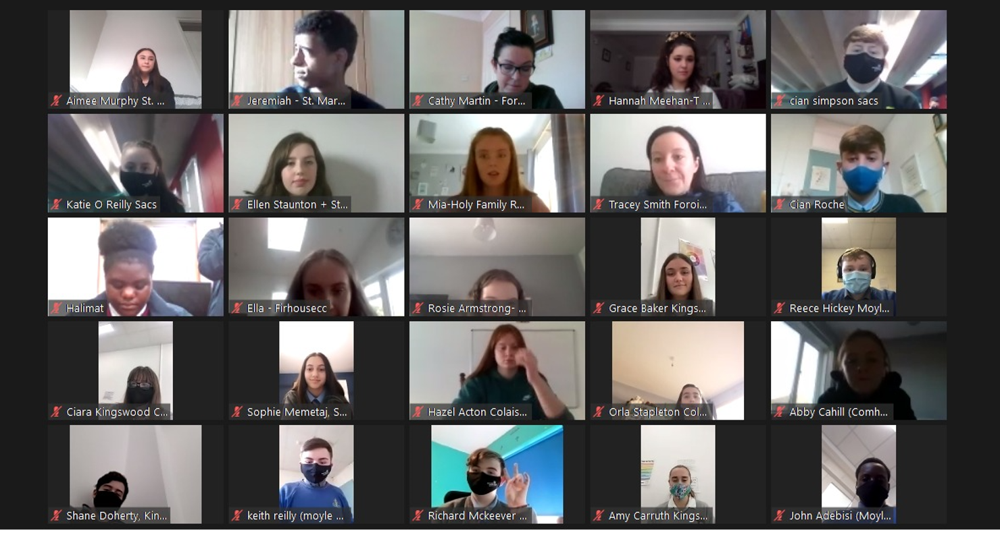 Aimee Murphy St. ...
Jeremiah - St. Mar...
Cathy Martin - For...
Hannah Meehan-T ...
cian simpson sacs
Katie O Reilly Sacs
Ellen Staunton + St...
Mia-Holy Family R...
Tracey Smith Foroi...
Cian Roche
Halimat
Ella - Firhousecc
Rosie Armstrong- ...
Grace Baker Kings...
Reece Hickey Moyl...
Ciara Kingswood C...
Sophie Memetaj, S...
Hazel Acton Colais...
Orla Stapleton Col...
Abby Cahill (Comh...
Shane Doherty, Kin...
keith reilly (moyle ...
Richard Mckeever ...
Amy Carruth Kings...
John Adebisi (Moyl...